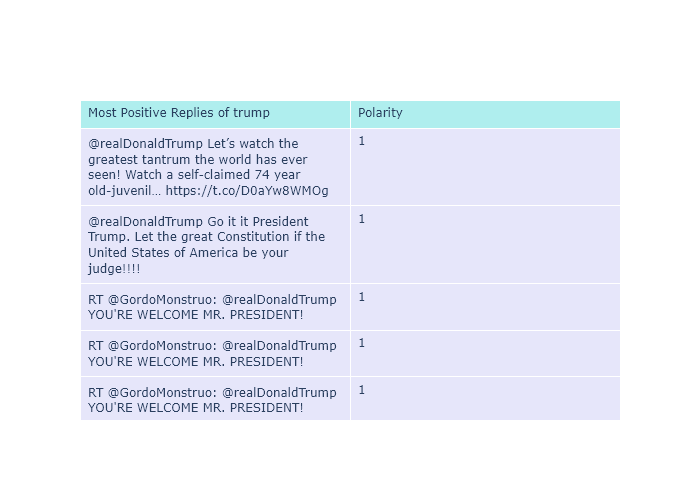 Most Positive Replies of trump
Polarity
@realDonaldTrump Let’s watch the
greatest tantrum the world has ever
seen! Watch a self-claimed 74 year
old-juvenil… https://t.co/D0aYw8WMOg
1
@realDonaldTrump Go it it President
Trump. Let the great Constitution if the
United States of America be your
judge!!!!
1
RT @GordoMonstruo: @realDonaldTrump
YOU'RE WELCOME MR. PRESIDENT!
1
RT @GordoMonstruo: @realDonaldTrump
YOU'RE WELCOME MR. PRESIDENT!
1
RT @GordoMonstruo: @realDonaldTrump
YOU'RE WELCOME MR. PRESIDENT!
1